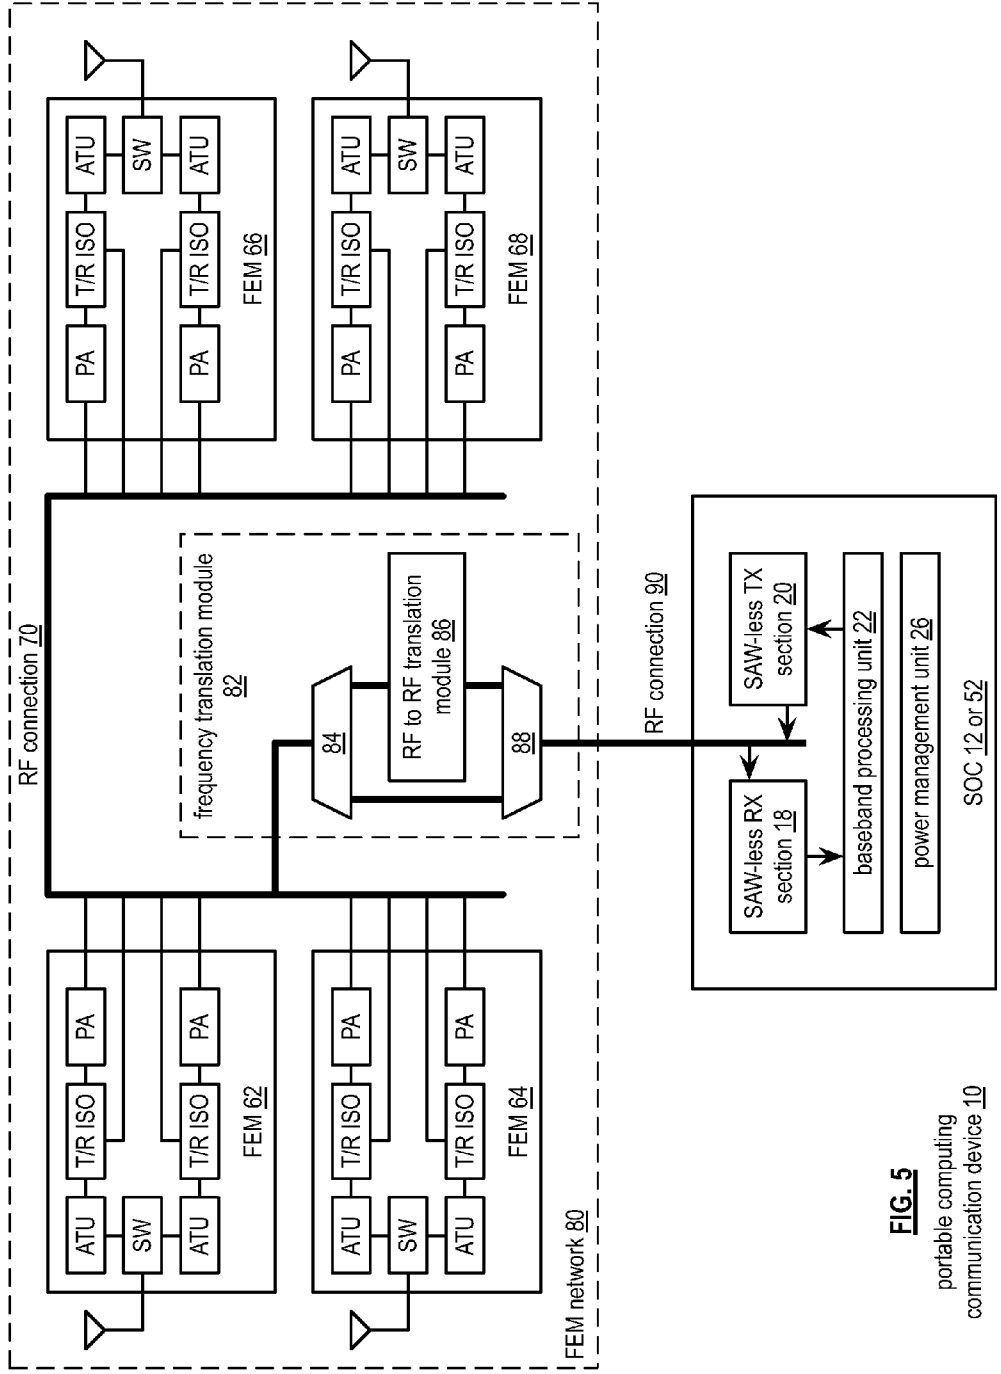 FEM network 80
RF connection 70
ATU
T/R ISO
PA
SW
ATU
T/R ISO
PA
FEM 62
ATU
T/R ISO
PA
SW
ATU
T/R ISO
PA
FEM 64
frequency translation module
82
84
RF to RF translation
module 86
88
PA
T/R ISO
ATU
SW
PA
T/R ISO
ATU
FEM 66
PA
T/R ISO
ATU
SW
PA
T/R ISO
ATU
FEM 68
RF connection 90
SAW-less RX
section 18
SAW-less TX
section 20
baseband processing unit 22
power management unit 26
SOC 12 or 52
FIG. 5
portable computing
communication device 10